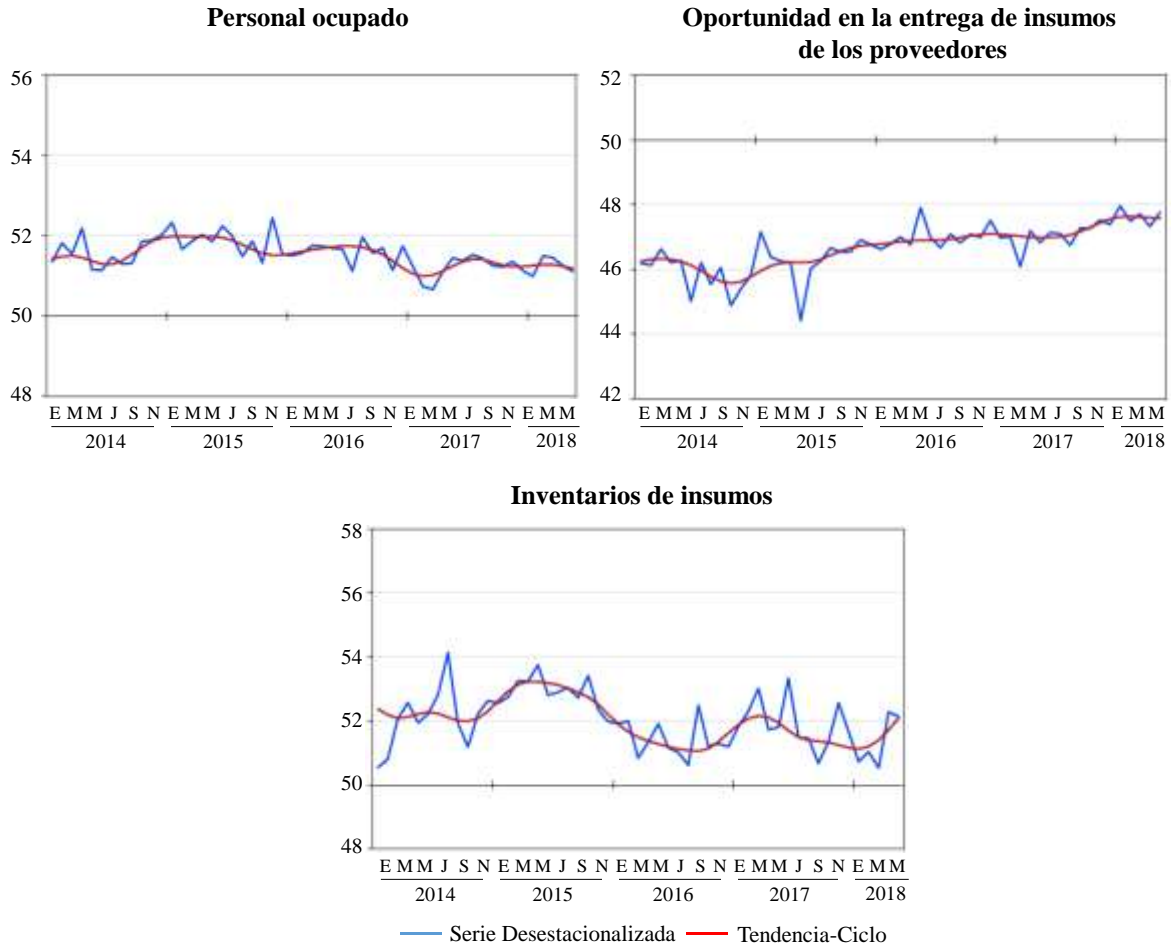 Personal ocupado
56
54
52
50
48
E M M J S N E M M J S N E M M J S N E M M J S N E M M
2014 2015 2016 2017 2018
Oportunidad en la entrega de insumos
de los proveedores
52
50
48
46
44
42
E M M J S N E M M J S N E M M J S N E M M J S N E M M
2014 2015 2016 2017 2018
Inventarios de insumos
58
56
54
52
50
48
E M M J S N E M M J S N E M M J S N E M M J S N E M M
2014 2015 2016 2017 2018
Serie Desestacionalizada Tendencia-Ciclo